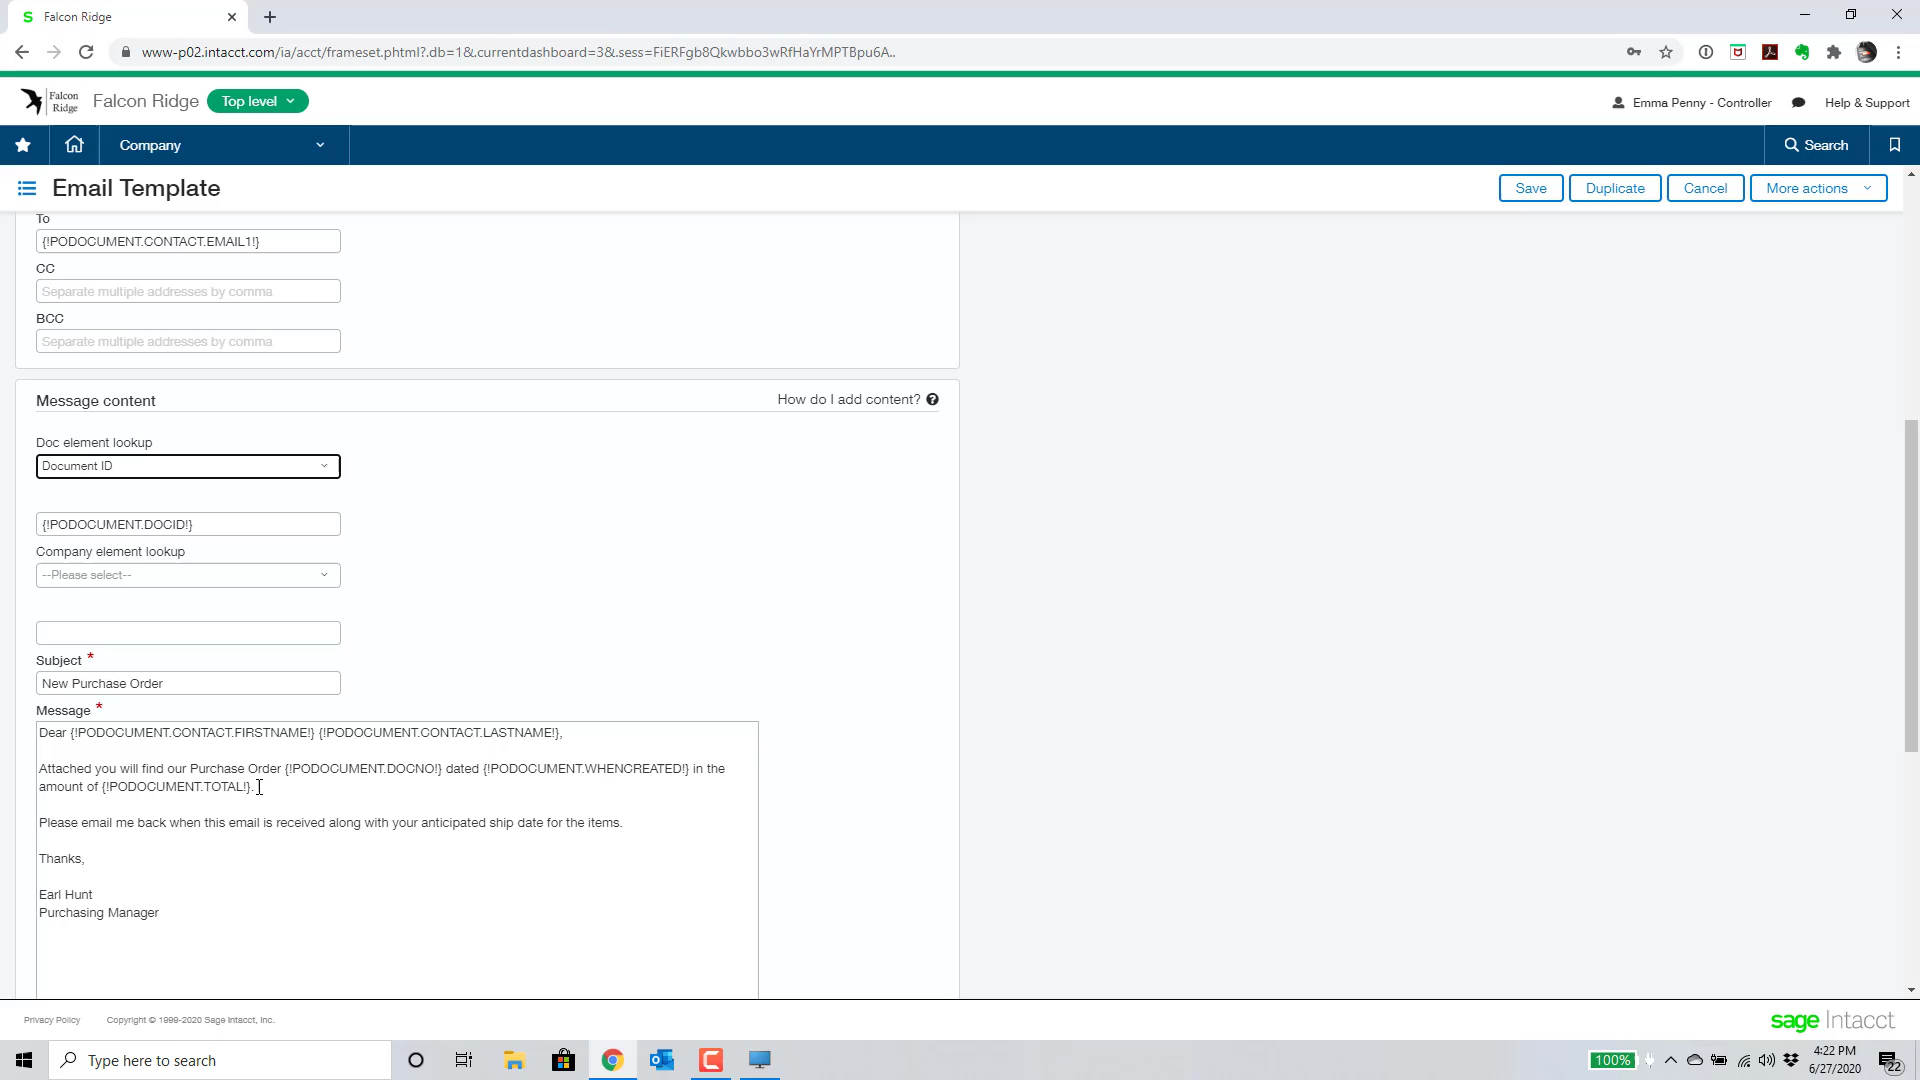 Falcon Ridge
www-p02.intacct.com/ia/acct/frameset.phtml?.db=1&.currentdashboard=3&.sess=FiERFgb8Qkwbbo3wRfHaYrMPTBpu6A..
Falcon
Ridge
Falcon Ridge
Top level
Emma Penny - Controller
Help & Support
Company
Search
Email Template
Save
Duplicate
Cancel
More actions
To
{!PODOCUMENT.CONTACT.EMAIL1!}
CC
Separate multiple addresses by comma
BCC
Separate multiple addresses by comma
Message content
How do I add content?
Doc element lookup
Document ID
{!PODOCUMENT.DOCID!}
Company element lookup
--Please select--
Subject *
New Purchase Order
Message *
Dear {!PODOCUMENT.CONTACT.FIRSTNAME!} {!PODOCUMENT.CONTACT.LASTNAME!},
Attached you will find our Purchase Order {!PODOCUMENT.DOCNO!} dated {!PODOCUMENT.WHENCREATED!} in the
amount of {!PODOCUMENT.TOTAL!}.
Please email me back when this email is received along with your anticipated ship date for the items.
Thanks,
Earl Hunt
Purchasing Manager
Privacy Policy
Copyright © 1999-2020 Sage Intacct, Inc.
sage Intacct
Type here to search
100%
4:22 PM
6/27/2020
22